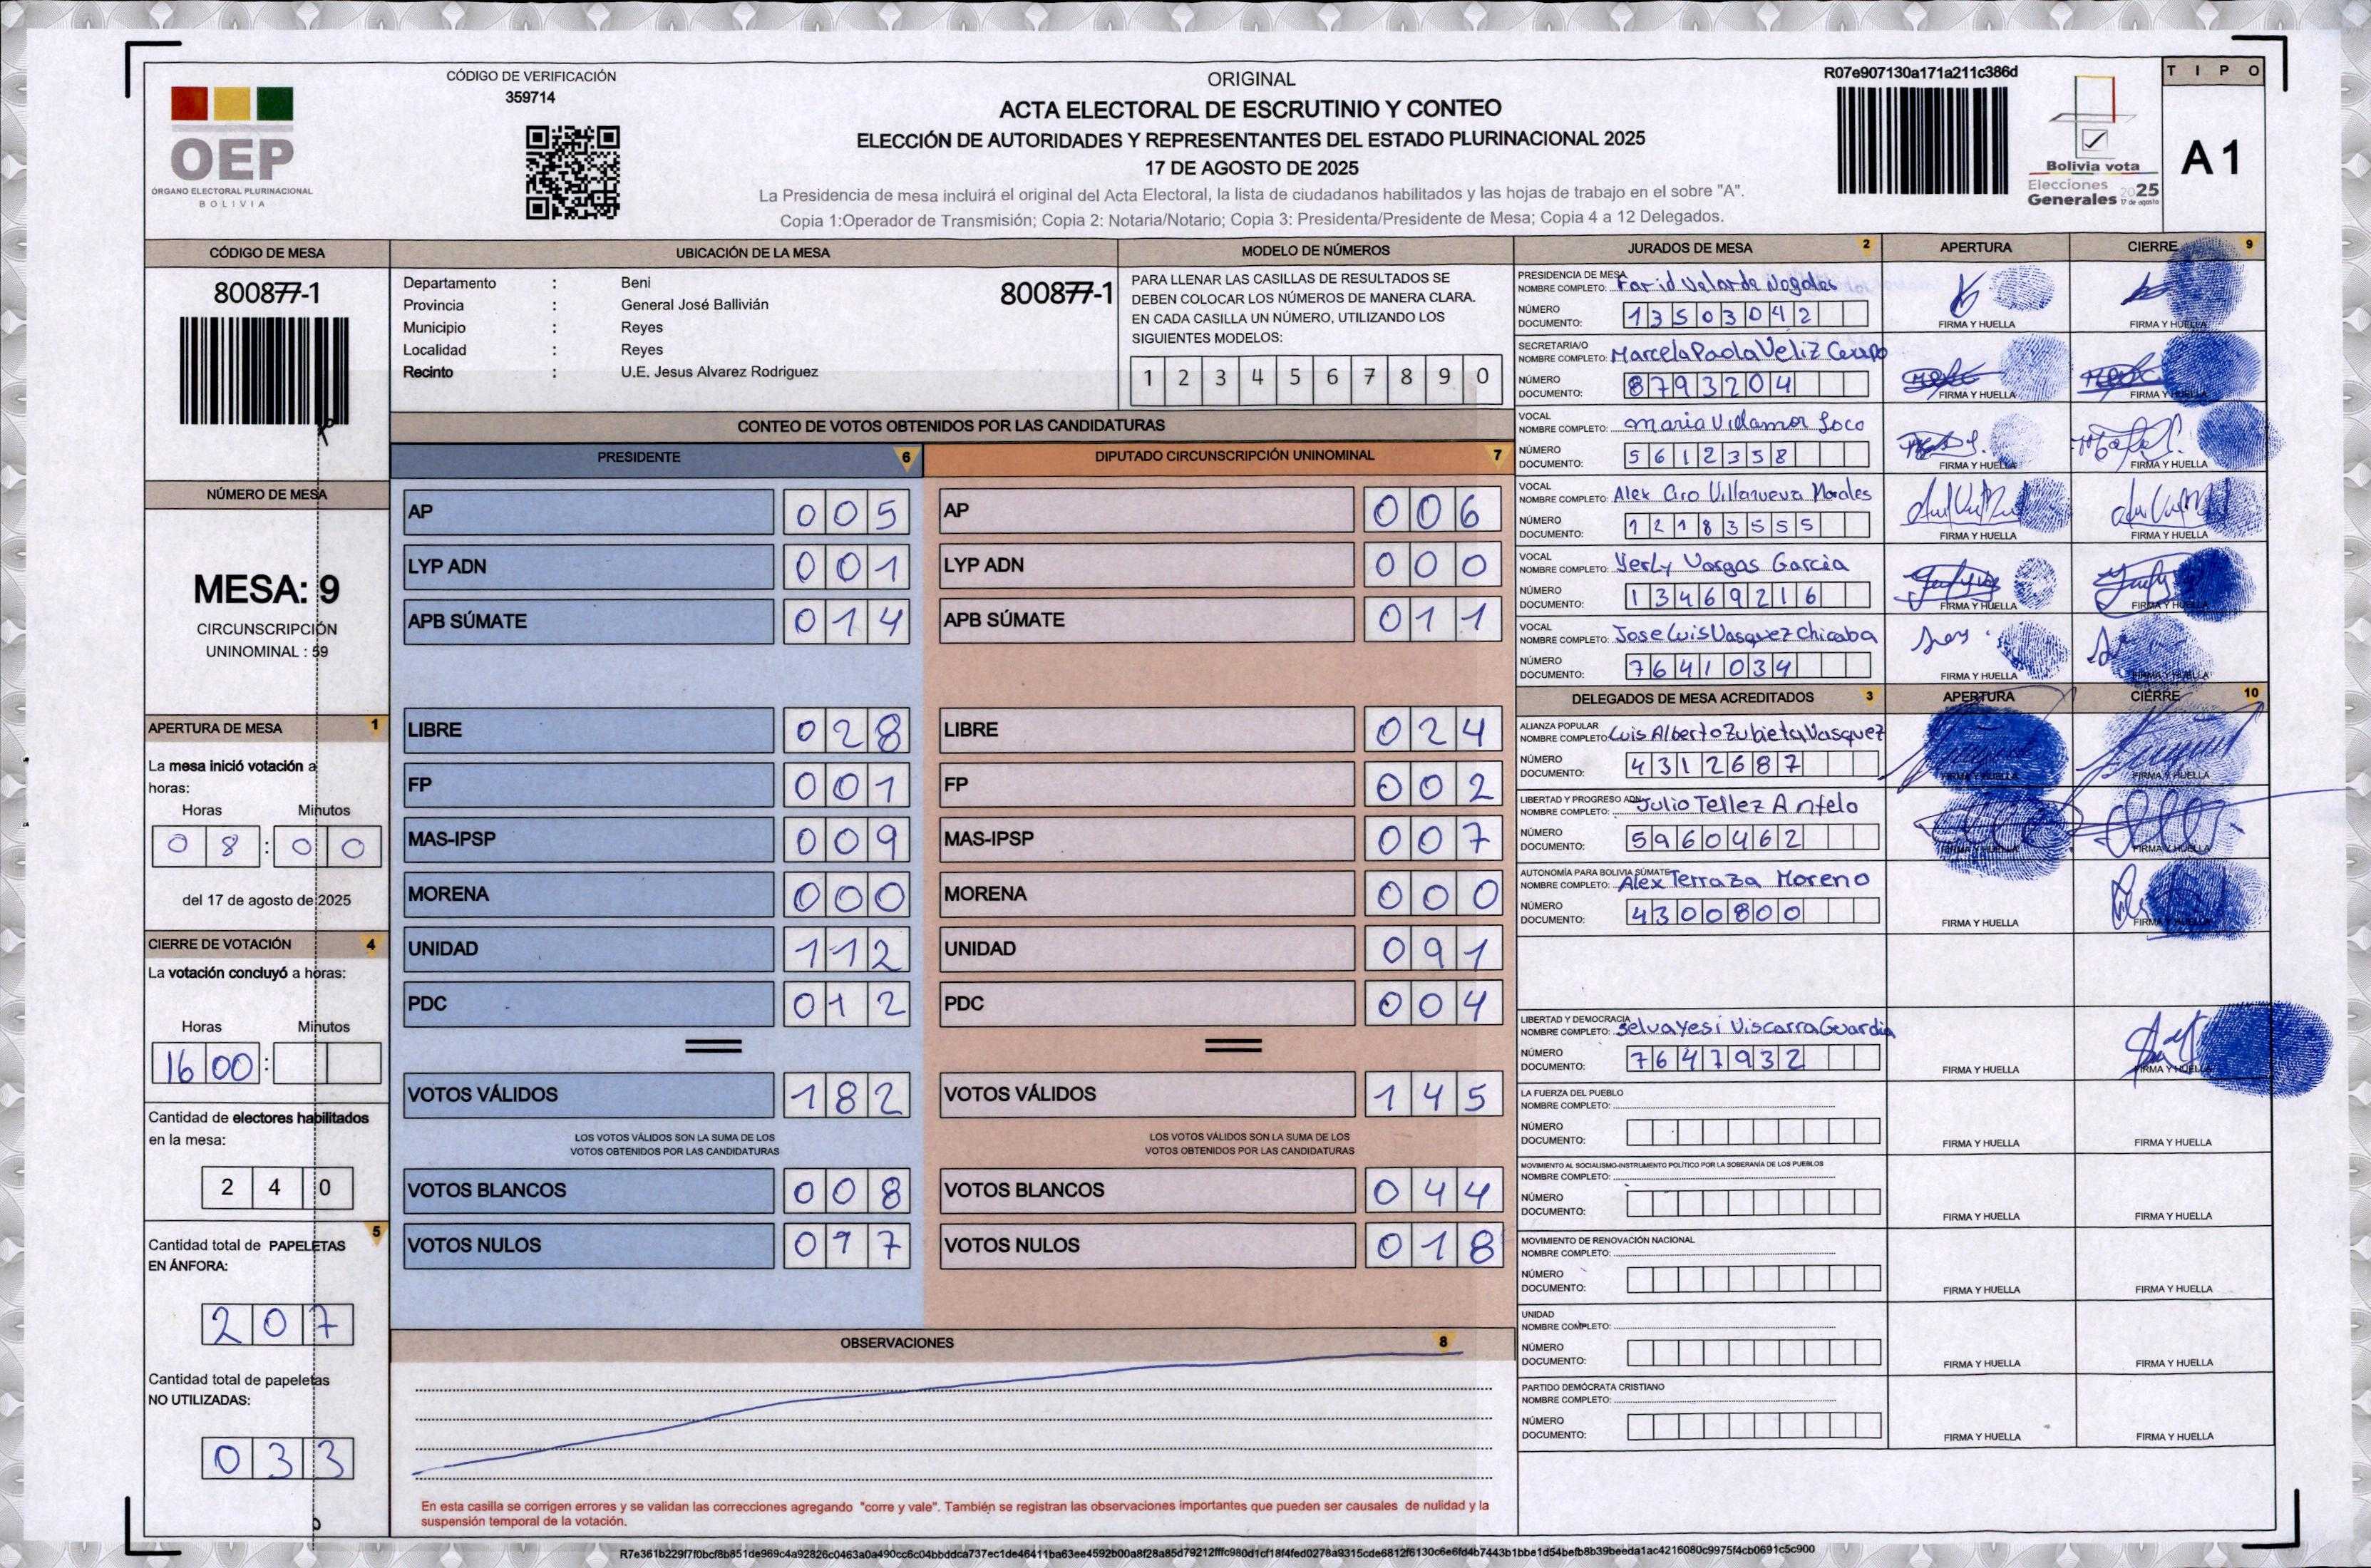 CÓDIGO DE VERIFICACIÓN
359714
OEP
ÓRGANO ELECTORAL PLURINACIONAL
BOLIVIA
ORIGINAL
ACTA ELECTORAL DE ESCRUTINIO Y CONTEO
ELECCIÓN DE AUTORIDADES Y REPRESENTANTES DEL ESTADO PLURINACIONAL 2025
17 DE AGOSTO DE 2025
La Presidencia de mesa incluirá el original del Acta Electoral, la lista de ciudadanos habilitados y las hojas de trabajo en el sobre "A".
Copia 1:Operador de Transmisión; Copia 2: Notaria/Notario; Copia 3: Presidenta/Presidente de Mesa; Copia 4 a 12 Delegados.
R07e907130a171a211c386d
Bolivia vota
Elecciones 2025
Generales 17 de agosto
TIPO
A1
CÓDIGO DE MESA
800877-1
NÚMERO DE MESA
MESA: 9
CIRCUNSCRIPCIÓN
UNINOMINAL : 59
APERTURA DE MESA 1
La mesa inició votación a
horas:
Horas Minutos
08:00
del 17 de agosto de 2025
CIERRE DE VOTACIÓN 4
La votación concluyó a horas:
Horas Minutos
1600:
Cantidad de electores habilitados
en la mesa:
240
5
Cantidad total de PAPELETAS
EN ÁNFORA:
207
Cantidad total de papeletas
NO UTILIZADAS:
033
UBICACIÓN DE LA MESA
Departamento : Beni
800877-1
Provincia : General José Ballivián
Municipio : Reyes
Localidad : Reyes
Recinto : U.E. Jesus Alvarez Rodriguez
MODELO DE NÚMEROS
PARA LLENAR LAS CASILLAS DE RESULTADOS SE
DEBEN COLOCAR LOS NÚMEROS DE MANERA CLARA.
EN CADA CASILLA UN NÚMERO, UTILIZANDO LOS
SIGUIENTES MODELOS:
1 2 3 4 5 6 7 8 9 0
CONTEO DE VOTOS OBTENIDOS POR LAS CANDIDATURAS
PRESIDENTE 6
DIPUTADO CIRCUNSCRIPCIÓN UNINOMINAL 7
AP 005 AP 006
LYP ADN 001 LYP ADN 000
APB SÚMATE 014 APB SÚMATE 011
LIBRE 028 LIBRE 024
FP 001 FP 002
MAS-IPSP 009 MAS-IPSP 007
MORENA 000 MORENA 000
UNIDAD 112 UNIDAD 091
PDC 012 PDC 004
VOTOS VÁLIDOS 182 VOTOS VÁLIDOS 145
LOS VOTOS VÁLIDOS SON LA SUMA DE LOS
VOTOS OBTENIDOS POR LAS CANDIDATURAS
LOS VOTOS VÁLIDOS SON LA SUMA DE LOS
VOTOS OBTENIDOS POR LAS CANDIDATURAS
VOTOS BLANCOS 008 VOTOS BLANCOS 044
VOTOS NULOS 0 7 VOTOS NULOS 018
OBSERVACIONES 8
En esta casilla se corrigen errores y se validan las correcciones agregando "corre y vale". También se registran las observaciones importantes que pueden ser causales de nulidad y la
suspensión temporal de la votación.
JURADOS DE MESA 2 APERTURA CIERRE 9
PRESIDENCIA DE MESA
NOMBRE COMPLETO: Farid Velarde Nogales
NÚMERO
DOCUMENTO: 13503042
FIRMA Y HUELLA FIRMA Y HUELLA
SECRETARIA/O
NOMBRE COMPLETO: Marcela Paola Veliz
NÚMERO
DOCUMENTO: 8793204
FIRMA Y HUELLA FIRMA Y HUELLA
VOCAL
NOMBRE COMPLETO: Maria Villamor Soco
NÚMERO
DOCUMENTO: 5612358
FIRMA Y HUELLA FIRMA Y HUELLA
VOCAL
NOMBRE COMPLETO: Alex Ciro Villanueva Morales
NÚMERO
DOCUMENTO: 12183555
FIRMA Y HUELLA FIRMA Y HUELLA
VOCAL
NOMBRE COMPLETO: Yerly Vargas Garcia
NÚMERO
DOCUMENTO: 13469216
FIRMA Y HUELLA FIRMA Y HUELLA
VOCAL
NOMBRE COMPLETO: Jose Luis Vasquez Chicaba
NÚMERO
DOCUMENTO: 7641034
FIRMA Y HUELLA FIRMA Y HUELLA
DELEGADOS DE MESA ACREDITADOS 3 APERTURA CIERRE 10
ALIANZA POPULAR
NOMBRE COMPLETO: Luis Alberto Zubieta Vasquez
NÚMERO
DOCUMENTO: 4312687
FIRMA Y HUELLA FIRMA Y HUELLA
LIBERTAD Y PROGRESO ADN
NOMBRE COMPLETO: Julio Tellez Antelo
NÚMERO
DOCUMENTO: 5960462
FIRMA Y HUELLA FIRMA Y HUELLA
AUTONOMÍA PARA BOLIVIA SÚMATE
NOMBRE COMPLETO: Alex Terraza Moreno
NÚMERO
DOCUMENTO: 4300800
FIRMA Y HUELLA FIRMA Y HUELLA
LIBERTAD Y DEMOCRACIA
NOMBRE COMPLETO: Selva Yesi Viscarra Guardia
NÚMERO
DOCUMENTO: 7647932
FIRMA Y HUELLA FIRMA Y HUELLA
LA FUERZA DEL PUEBLO
NOMBRE COMPLETO:
NÚMERO
DOCUMENTO:
FIRMA Y HUELLA FIRMA Y HUELLA
MOVIMIENTO AL SOCIALISMO-INSTRUMENTO POLÍTICO POR LA SOBERANÍA DE LOS PUEBLOS
NOMBRE COMPLETO:
NÚMERO
DOCUMENTO:
FIRMA Y HUELLA FIRMA Y HUELLA
MOVIMIENTO DE RENOVACIÓN NACIONAL
NOMBRE COMPLETO:
NÚMERO
DOCUMENTO:
FIRMA Y HUELLA FIRMA Y HUELLA
UNIDAD
NOMBRE COMPLETO:
NÚMERO
DOCUMENTO:
FIRMA Y HUELLA FIRMA Y HUELLA
PARTIDO DEMÓCRATA CRISTIANO
NOMBRE COMPLETO:
NÚMERO
DOCUMENTO:
FIRMA Y HUELLA FIRMA Y HUELLA